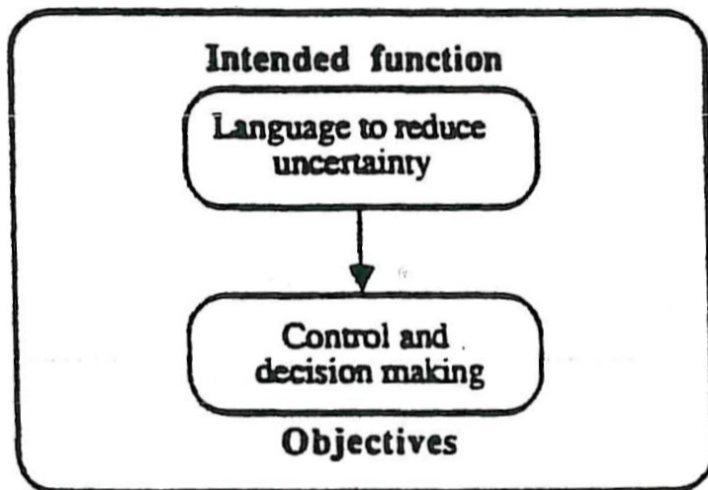 Intended function
Language to reduce
uncertainty
Control and
decision making
Objectives